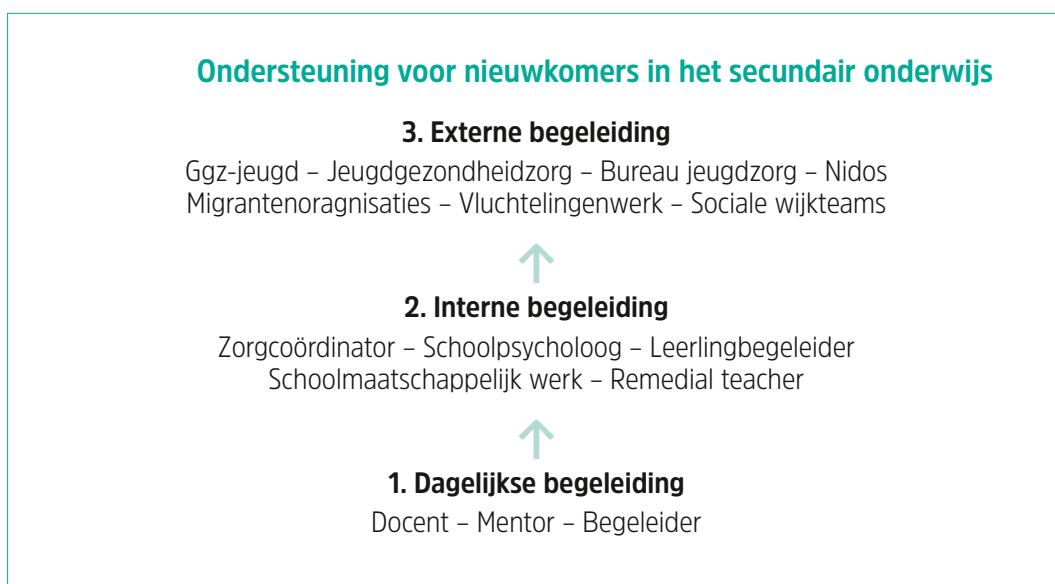 Ondersteuning voor nieuwkomers in het secundair onderwijs
3. Externe begeleiding
Ggz-jeugd – Jeugdgezondheidzorg – Bureau jeugdzorg – Nidos
Migrantenoragnisaties – Vluchtelingenwerk – Sociale wijkteams
2. Interne begeleiding
Zorgcoördinator – Schoolpsycholoog – Leerlingbegeleider
Schoolmaatschappelijk werk – Remedial teacher
1. Dagelijkse begeleiding
Docent – Mentor – Begeleider